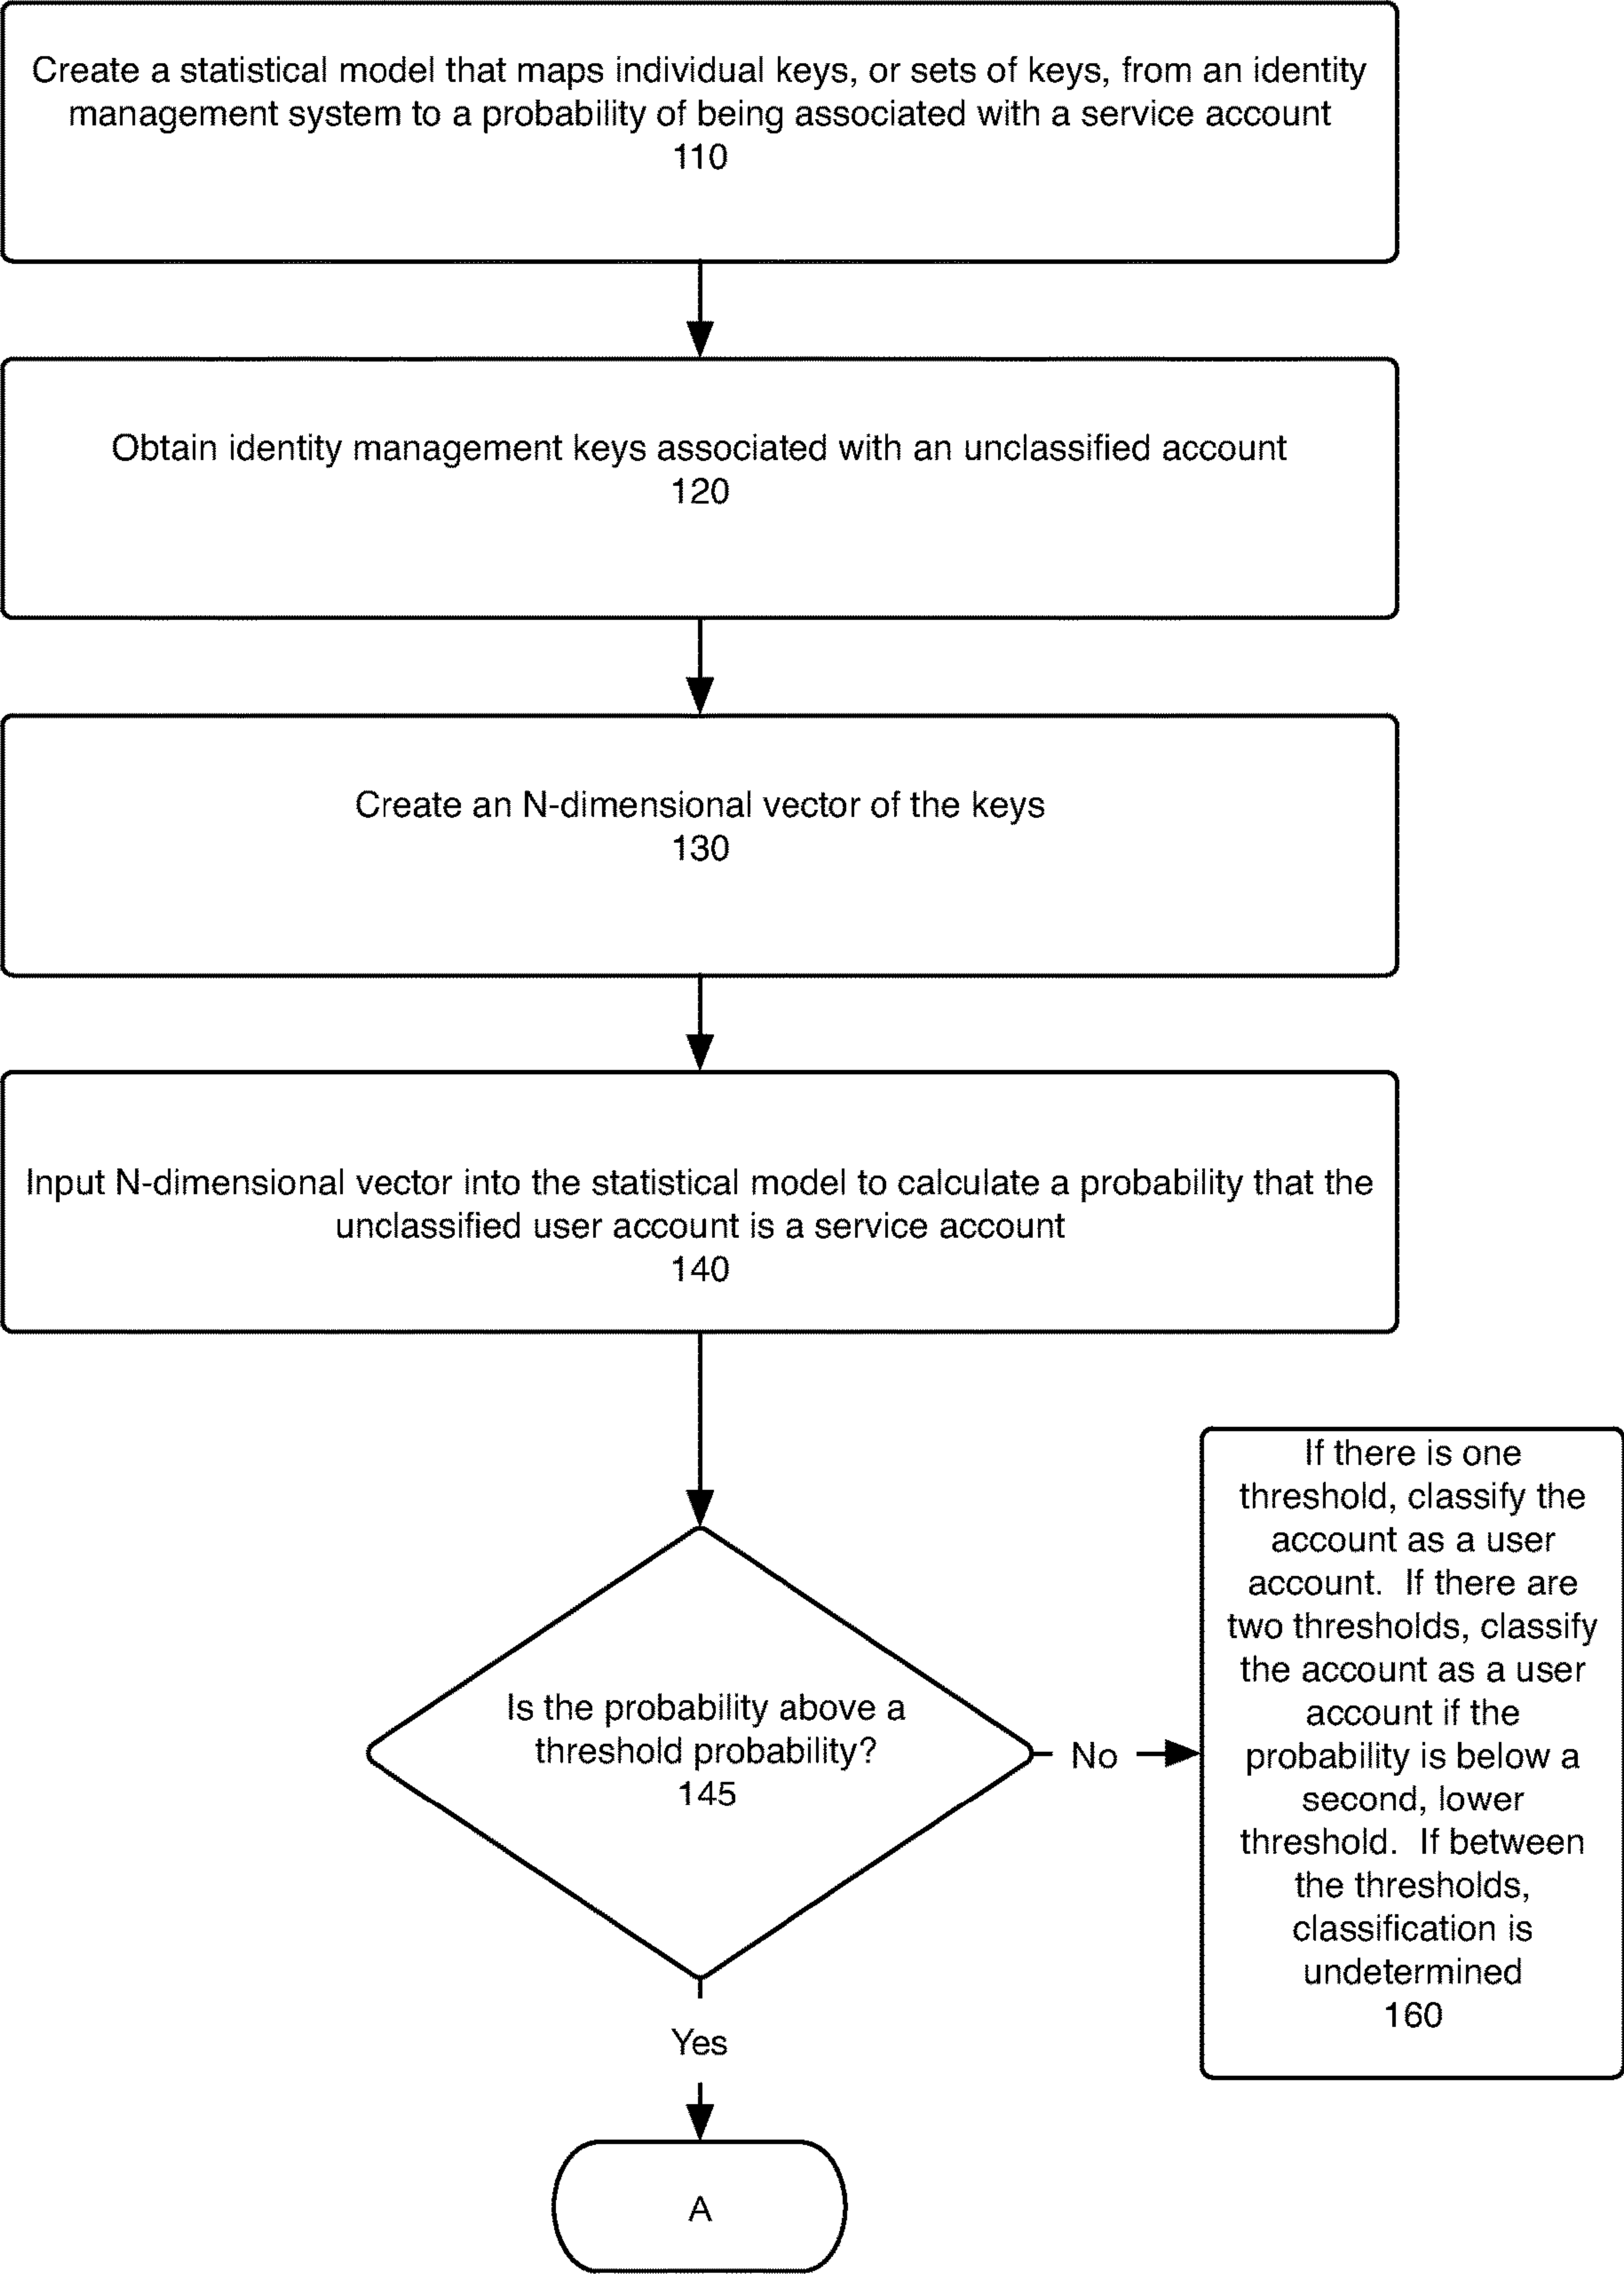 Create a statistical model that maps individual keys, or sets of keys, from an identity
management system to a probability of being associated with a service account
110
Obtain identity management keys associated with an unclassified account
120
Create an N-dimensional vector of the keys
130
Input N-dimensional vector into the statistical model to calculate a probability that the
unclassified user account is a service account
140
Is the probability above a
threshold probability?
145
No
If there is one
threshold, classify the
account as a user
account. If there are
two thresholds, classify
the account as a user
account if the
probability is below a
second, lower
threshold. If between
the thresholds,
classification is
undetermined
160
Yes
A